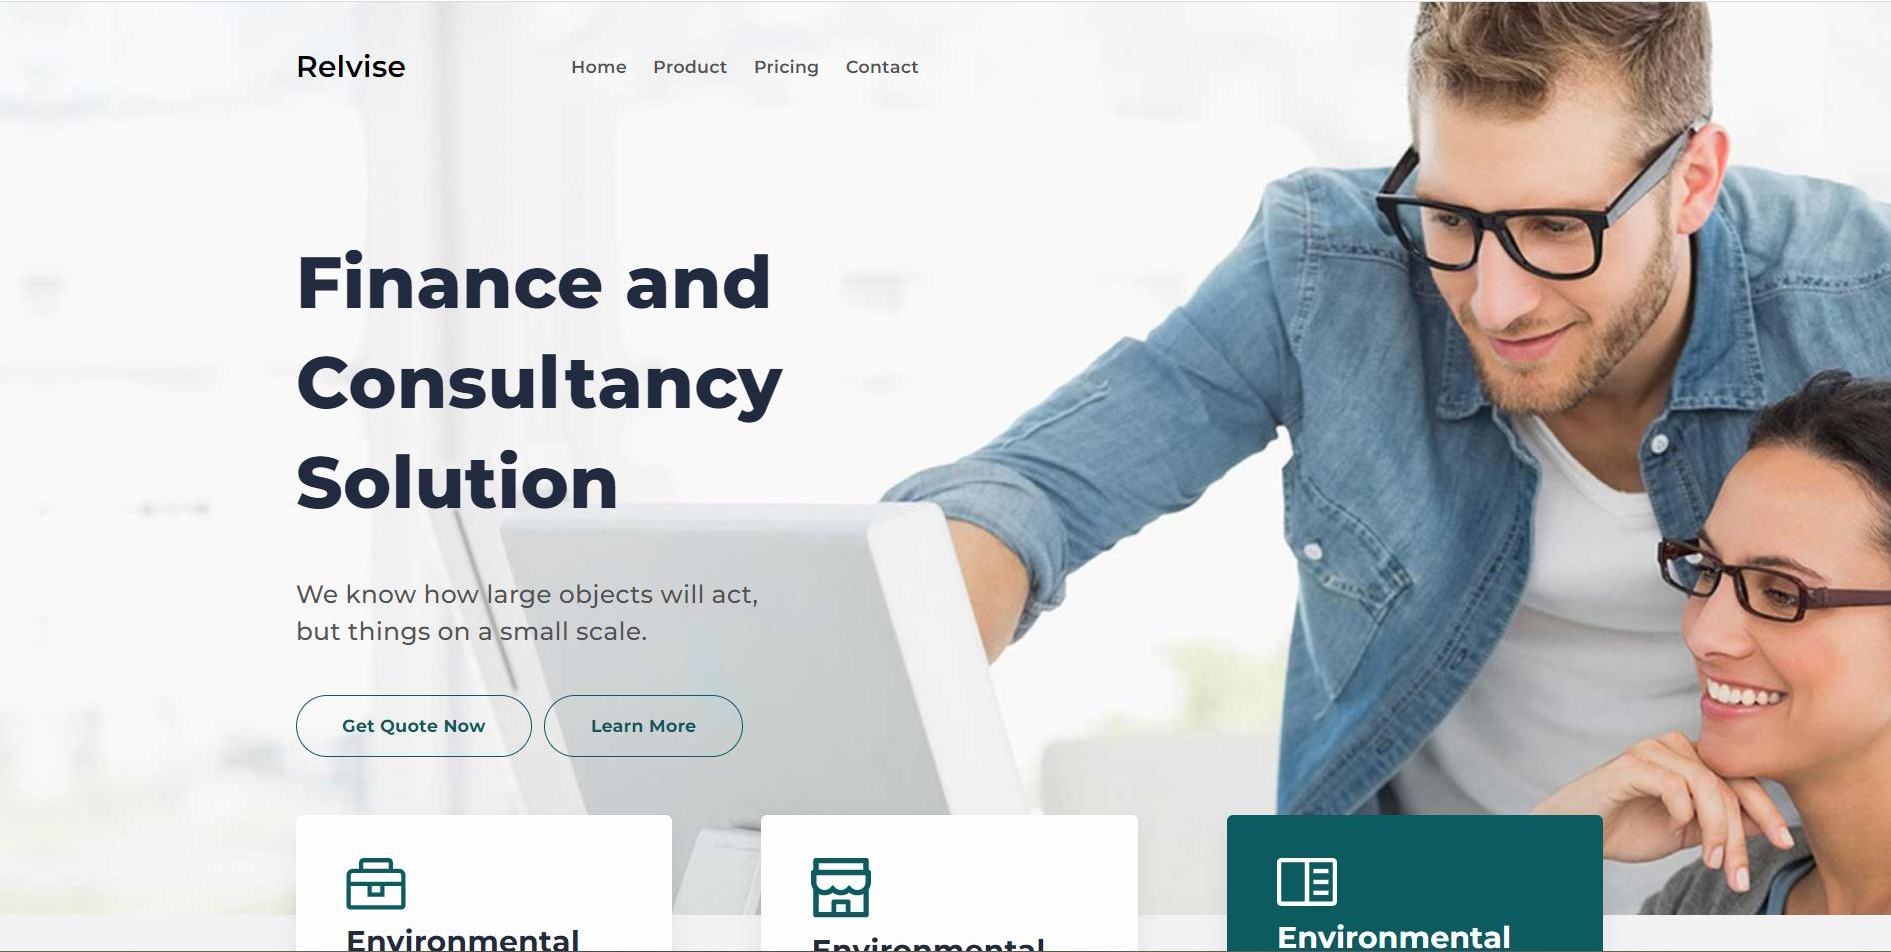 Relvise
Home Product Pricing Contact
Finance and
Consultancy
Solution
We know how large objects will act,
but things on a small scale.
Get Quote Now Learn More
Environmental Environmental Environmental